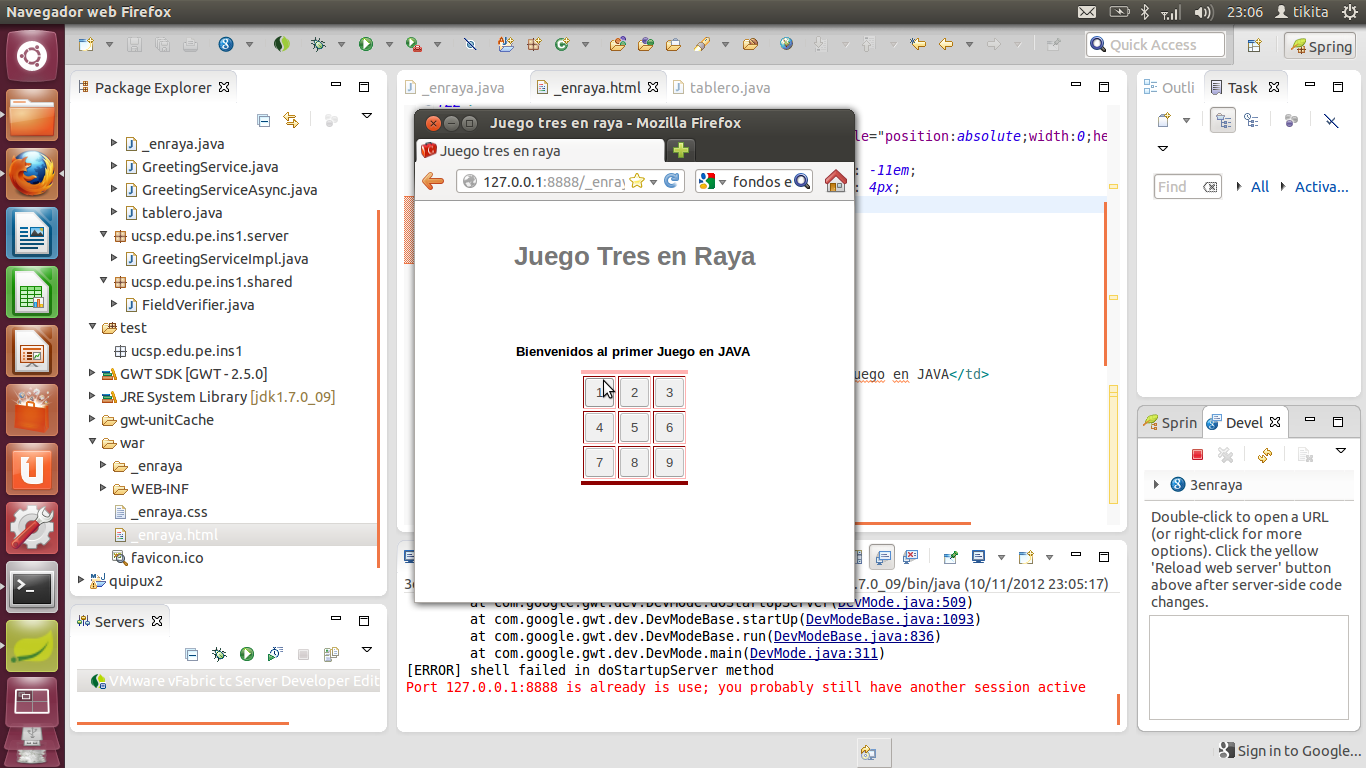 Navegador web Firefox
23:06
tikita
Quick Access
Spring
Package Explorer
_enraya.java
GreetingService.java
GreetingServiceAsync.java
tablero.java
ucsp.edu.pe.ins1.server
GreetingServiceImpl.java
ucsp.edu.pe.ins1.shared
FieldVerifier.java
test
ucsp.edu.pe.ins1
GWT SDK [GWT - 2.5.0]
JRE System Library [jdk1.7.0_09]
gwt-unitCache
war
_enraya
WEB-INF
_enraya.css
_enraya.html
favicon.ico
quipux2
Servers
VMware vFabric tc Server Developer Edit
_enraya.java
_enraya.html
tablero.java
le="position:absolute;width:0;he
: -11em;
: 4px;
uego en JAVA</td>
Juego tres en raya - Mozilla Firefox
Juego tres en raya
127.0.0.1:8888/_enray
fondos e
Juego Tres en Raya
Bienvenidos al primer Juego en JAVA
1 2 3
4 5 6
7 8 9
7.0_09/bin/java (10/11/2012 23:05:17)
at com.google.gwt.dev.DevMode.doStartupServer(DevMode.java:509)
at com.google.gwt.dev.DevModeBase.startUp(DevModeBase.java:1093)
at com.google.gwt.dev.DevModeBase.run(DevModeBase.java:836)
at com.google.gwt.dev.DevMode.main(DevMode.java:311)
[ERROR] shell failed in doStartupServer method
Port 127.0.0.1:8888 is already is use; you probably still have another session active
Outli
Task
Find
All
Activa...
Sprin
Devel
3enraya
Double-click to open a URL
(or right-click for more
options). Click the yellow
'Reload web server' button
above after server-side code
changes.
Sign in to Google...